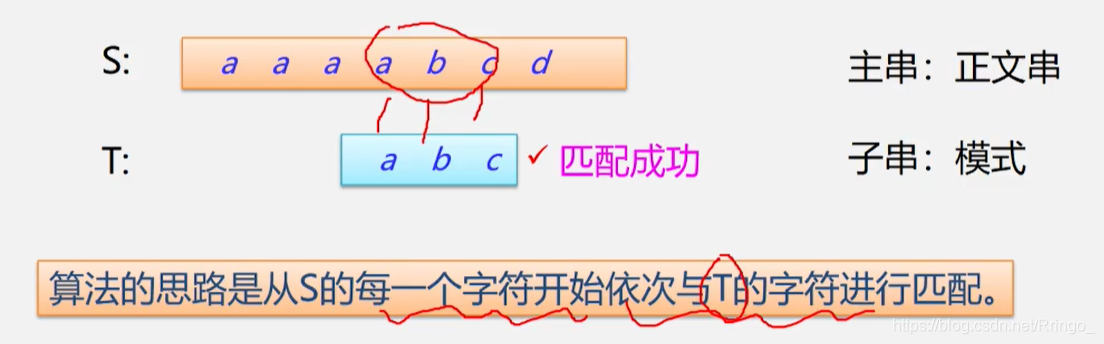 S: a a a a b c d 主串：正文串
T: a b c ✓ 匹配成功 子串：模式
算法的思路是从S的每一个字符开始依次与T的字符进行匹配。
https://blog.csdn.net/Rringo_